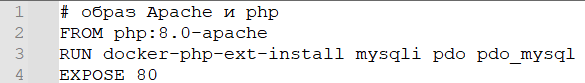 1 # образ Apache и php
2 FROM php:8.0-apache
3 RUN docker-php-ext-install mysqli pdo pdo_mysql
4 EXPOSE 80